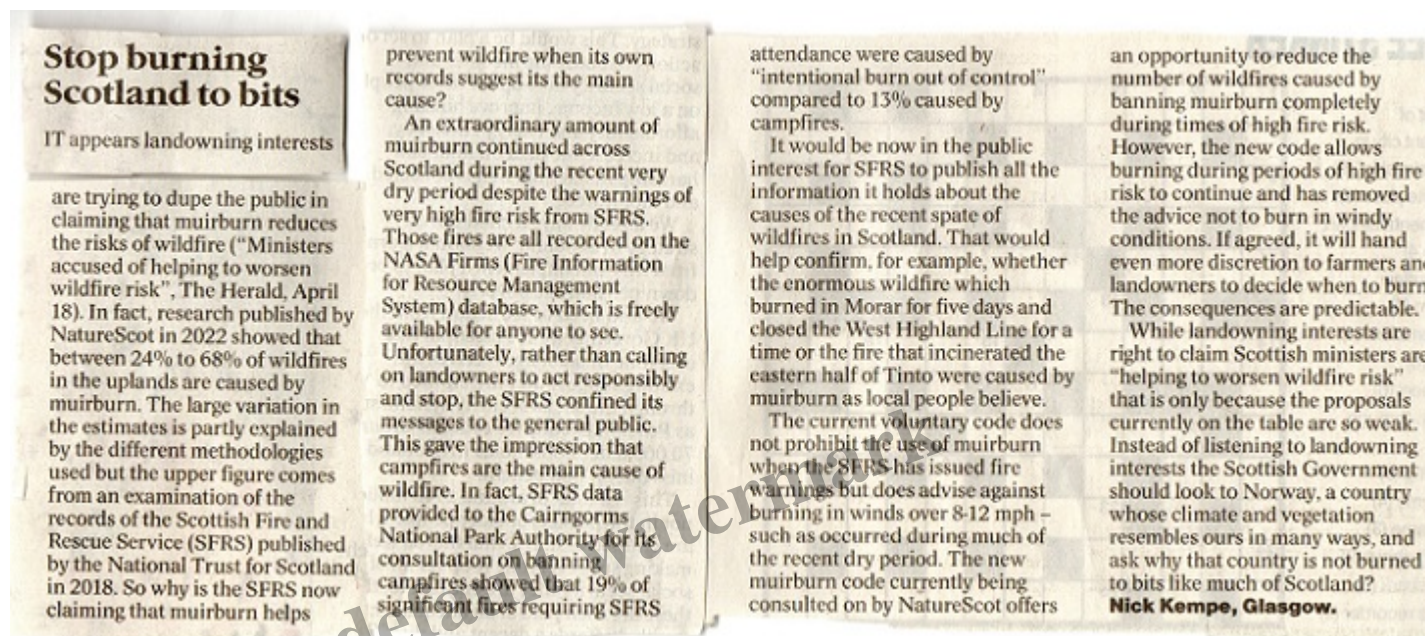 Stop burning
Scotland to bits
IT appears landowning interests
are trying to dupe the public in
claiming that muirburn reduces
the risks of wildfire (“Ministers
accused of helping to worsen
wildfire risk”, The Herald, April
18). In fact, research published by
NatureScot in 2022 showed that
between 24% to 68% of wildfires
in the uplands are caused by
muirburn. The large variation in
the estimates is partly explained
by the different methodologies
used but the upper figure comes
from an examination of the
records of the Scottish Fire and
Rescue Service (SFRS) published
by the National Trust for Scotland
in 2018. So why is the SFRS now
claiming that muirburn helps
prevent wildfire when its own
records suggest its the main
cause?
An extraordinary amount of
muirburn continued across
Scotland during the recent very
dry period despite the warnings of
very high fire risk from SFRS.
Those fires are all recorded on the
NASA Firms (Fire Information
for Resource Management
System) database, which is freely
available for anyone to see.
Unfortunately, rather than calling
on landowners to act responsibly
and stop, the SFRS confined its
messages to the general public.
This gave the impression that
campfires are the main cause of
wildfire. In fact, SFRS data
provided to the Cairngorms
National Park Authority for its
consultation on banning
campfires showed that 19% of
significant fires requiring SFRS
attendance were caused by
“intentional burn out of control”
compared to 13% caused by
campfires.
It would be now in the public
interest for SFRS to publish all the
information it holds about the
causes of the recent spate of
wildfires in Scotland. That would
help confirm, for example, whether
the enormous wildfire which
burned in Morar for five days and
closed the West Highland Line for a
time or the fire that incinerated the
eastern half of Tinto were caused by
muirburn as local people believe.
The current voluntary code does
not prohibit the use of muirburn
when the SFRS has issued fire
warnings but does advise against
burning in winds over 8-12 mph –
such as occurred during much of
the recent dry period. The new
muirburn code currently being
consulted on by NatureScot offers
an opportunity to reduce the
number of wildfires caused by
banning muirburn completely
during times of high fire risk.
However, the new code allows
burning during periods of high fire
risk to continue and has removed
the advice not to burn in windy
conditions. If agreed, it will hand
even more discretion to farmers an
landowners to decide when to burn
The consequences are predictable.
While landowning interests are
right to claim Scottish ministers are
“helping to worsen wildfire risk”
that is only because the proposals
currently on the table are so weak.
Instead of listening to landowning
interests the Scottish Government
should look to Norway, a country
whose climate and vegetation
resembles ours in many ways, and
ask why that country is not burned
to bits like much of Scotland?
Nick Kempe, Glasgow.
default watermark